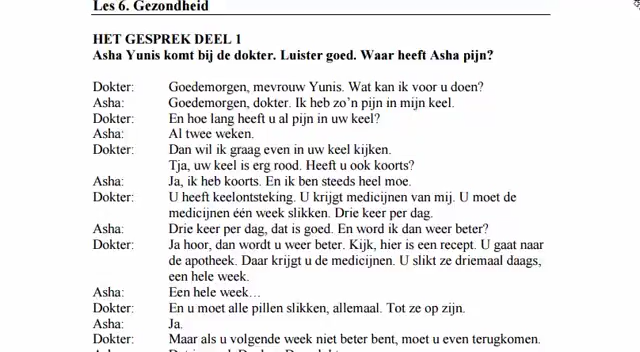 Les 6. Gezondheid
HET GESPREK DEEL 1
Asha Yunis komt bij de dokter. Luister goed. Waar heeft Asha pijn?
Dokter: Goedemorgen, mevrouw Yunis. Wat kan ik voor u doen?
Asha: Goedemorgen, dokter. Ik heb zo'n pijn in mijn keel.
Dokter: En hoe lang heeft u al pijn in uw keel?
Asha: Al twee weken.
Dokter: Dan wil ik graag even in uw keel kijken.
Tja, uw keel is erg rood. Heeft u ook koorts?
Asha: Ja, ik heb koorts. En ik ben steeds heel moe.
Dokter: U heeft keelontsteking. U krijgt medicijnen van mij. U moet de
medicijnen één week slikken. Drie keer per dag.
Asha: Drie keer per dag, dat is goed. En word ik dan weer beter?
Dokter: Ja hoor, dan wordt u weer beter. Kijk, hier is een recept. U gaat naar
de apotheek. Daar krijgt u de medicijnen. U slikt ze driemaal daags,
een hele week.
Asha: Een hele week…
Dokter: En u moet alle pillen slikken, allemaal. Tot ze op zijn.
Asha: Ja.
Dokter: Maar als u volgende week niet beter bent, moet u even terugkomen.